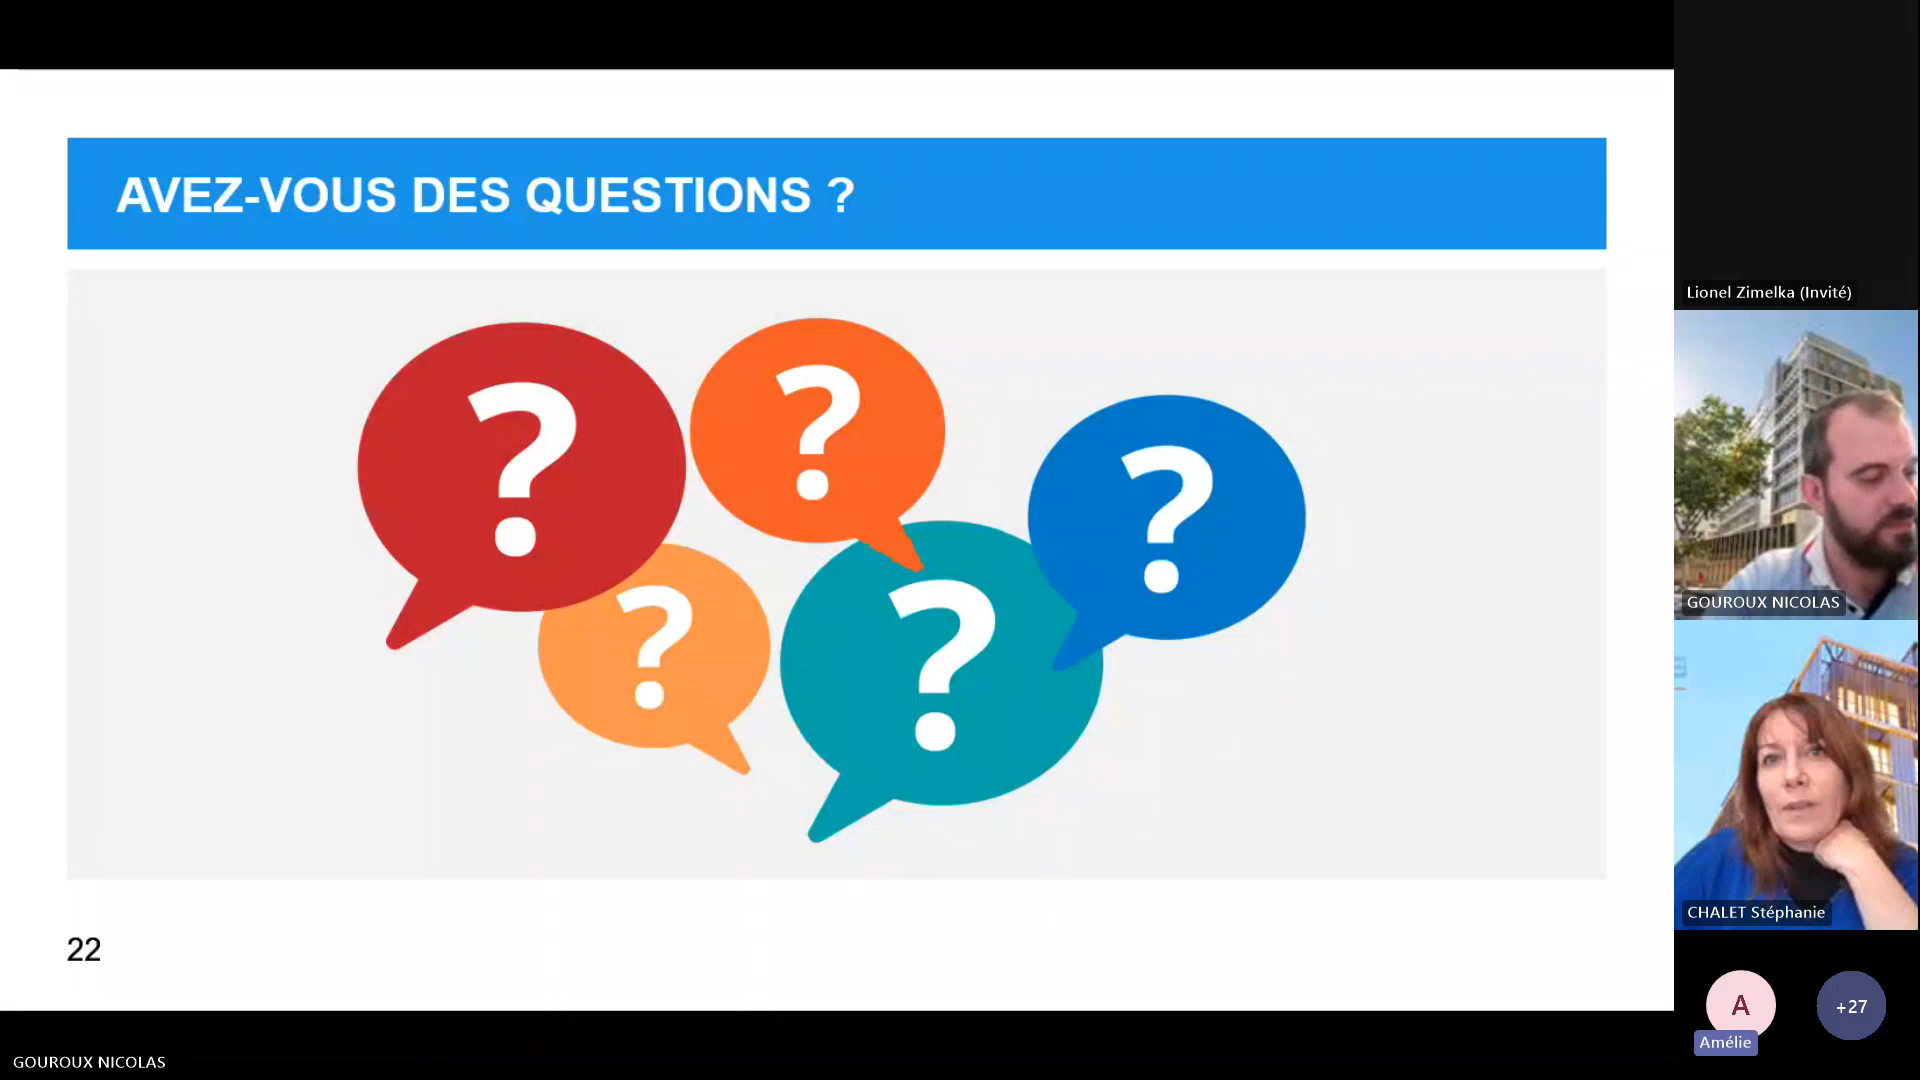 AVEZ-VOUS DES QUESTIONS ?
?
?
?
?
?
22
GOUROUX NICOLAS
Lionel Zimelka (Invité)
GOUROUX NICOLAS
CHALET Stéphanie
A
Amélie
+27